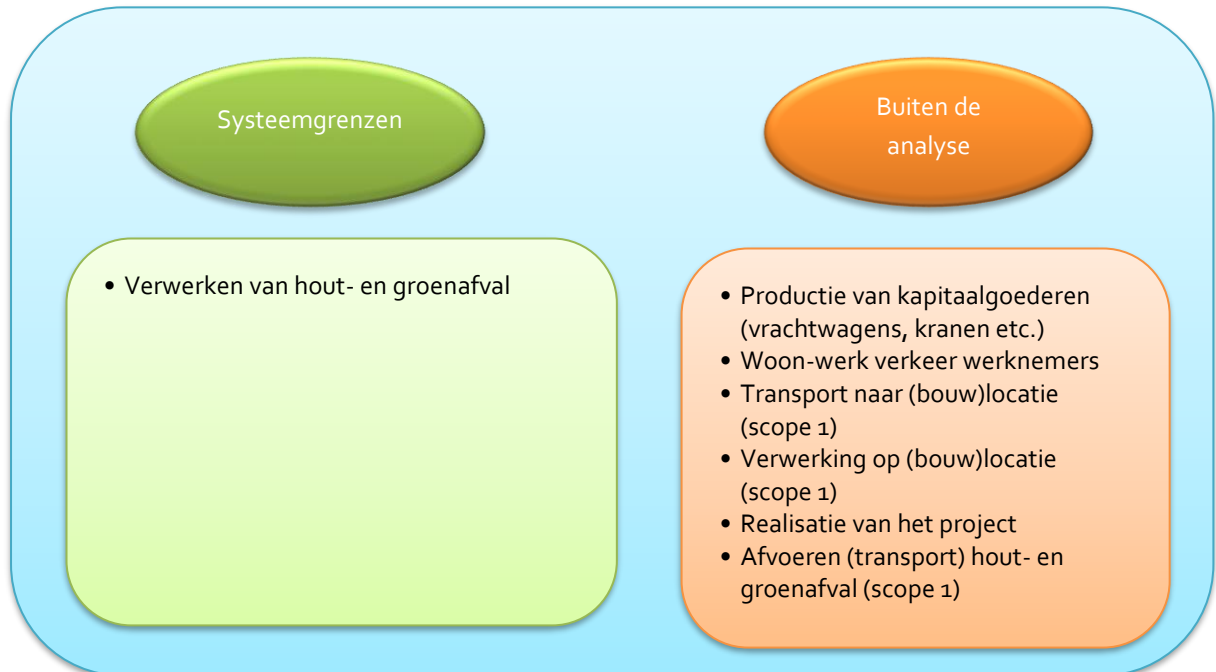 Systeemgrenzen
• Verwerken van hout- en groenafval
Buiten de
analyse
• Productie van kapitaalgoederen
(vrachtwagens, kranen etc.)
• Woon-werk verkeer werknemers
• Transport naar (bouw)locatie
(scope 1)
• Verwerking op (bouw)locatie
(scope 1)
• Realisatie van het project
• Afvoeren (transport) hout- en
groenafval (scope 1)